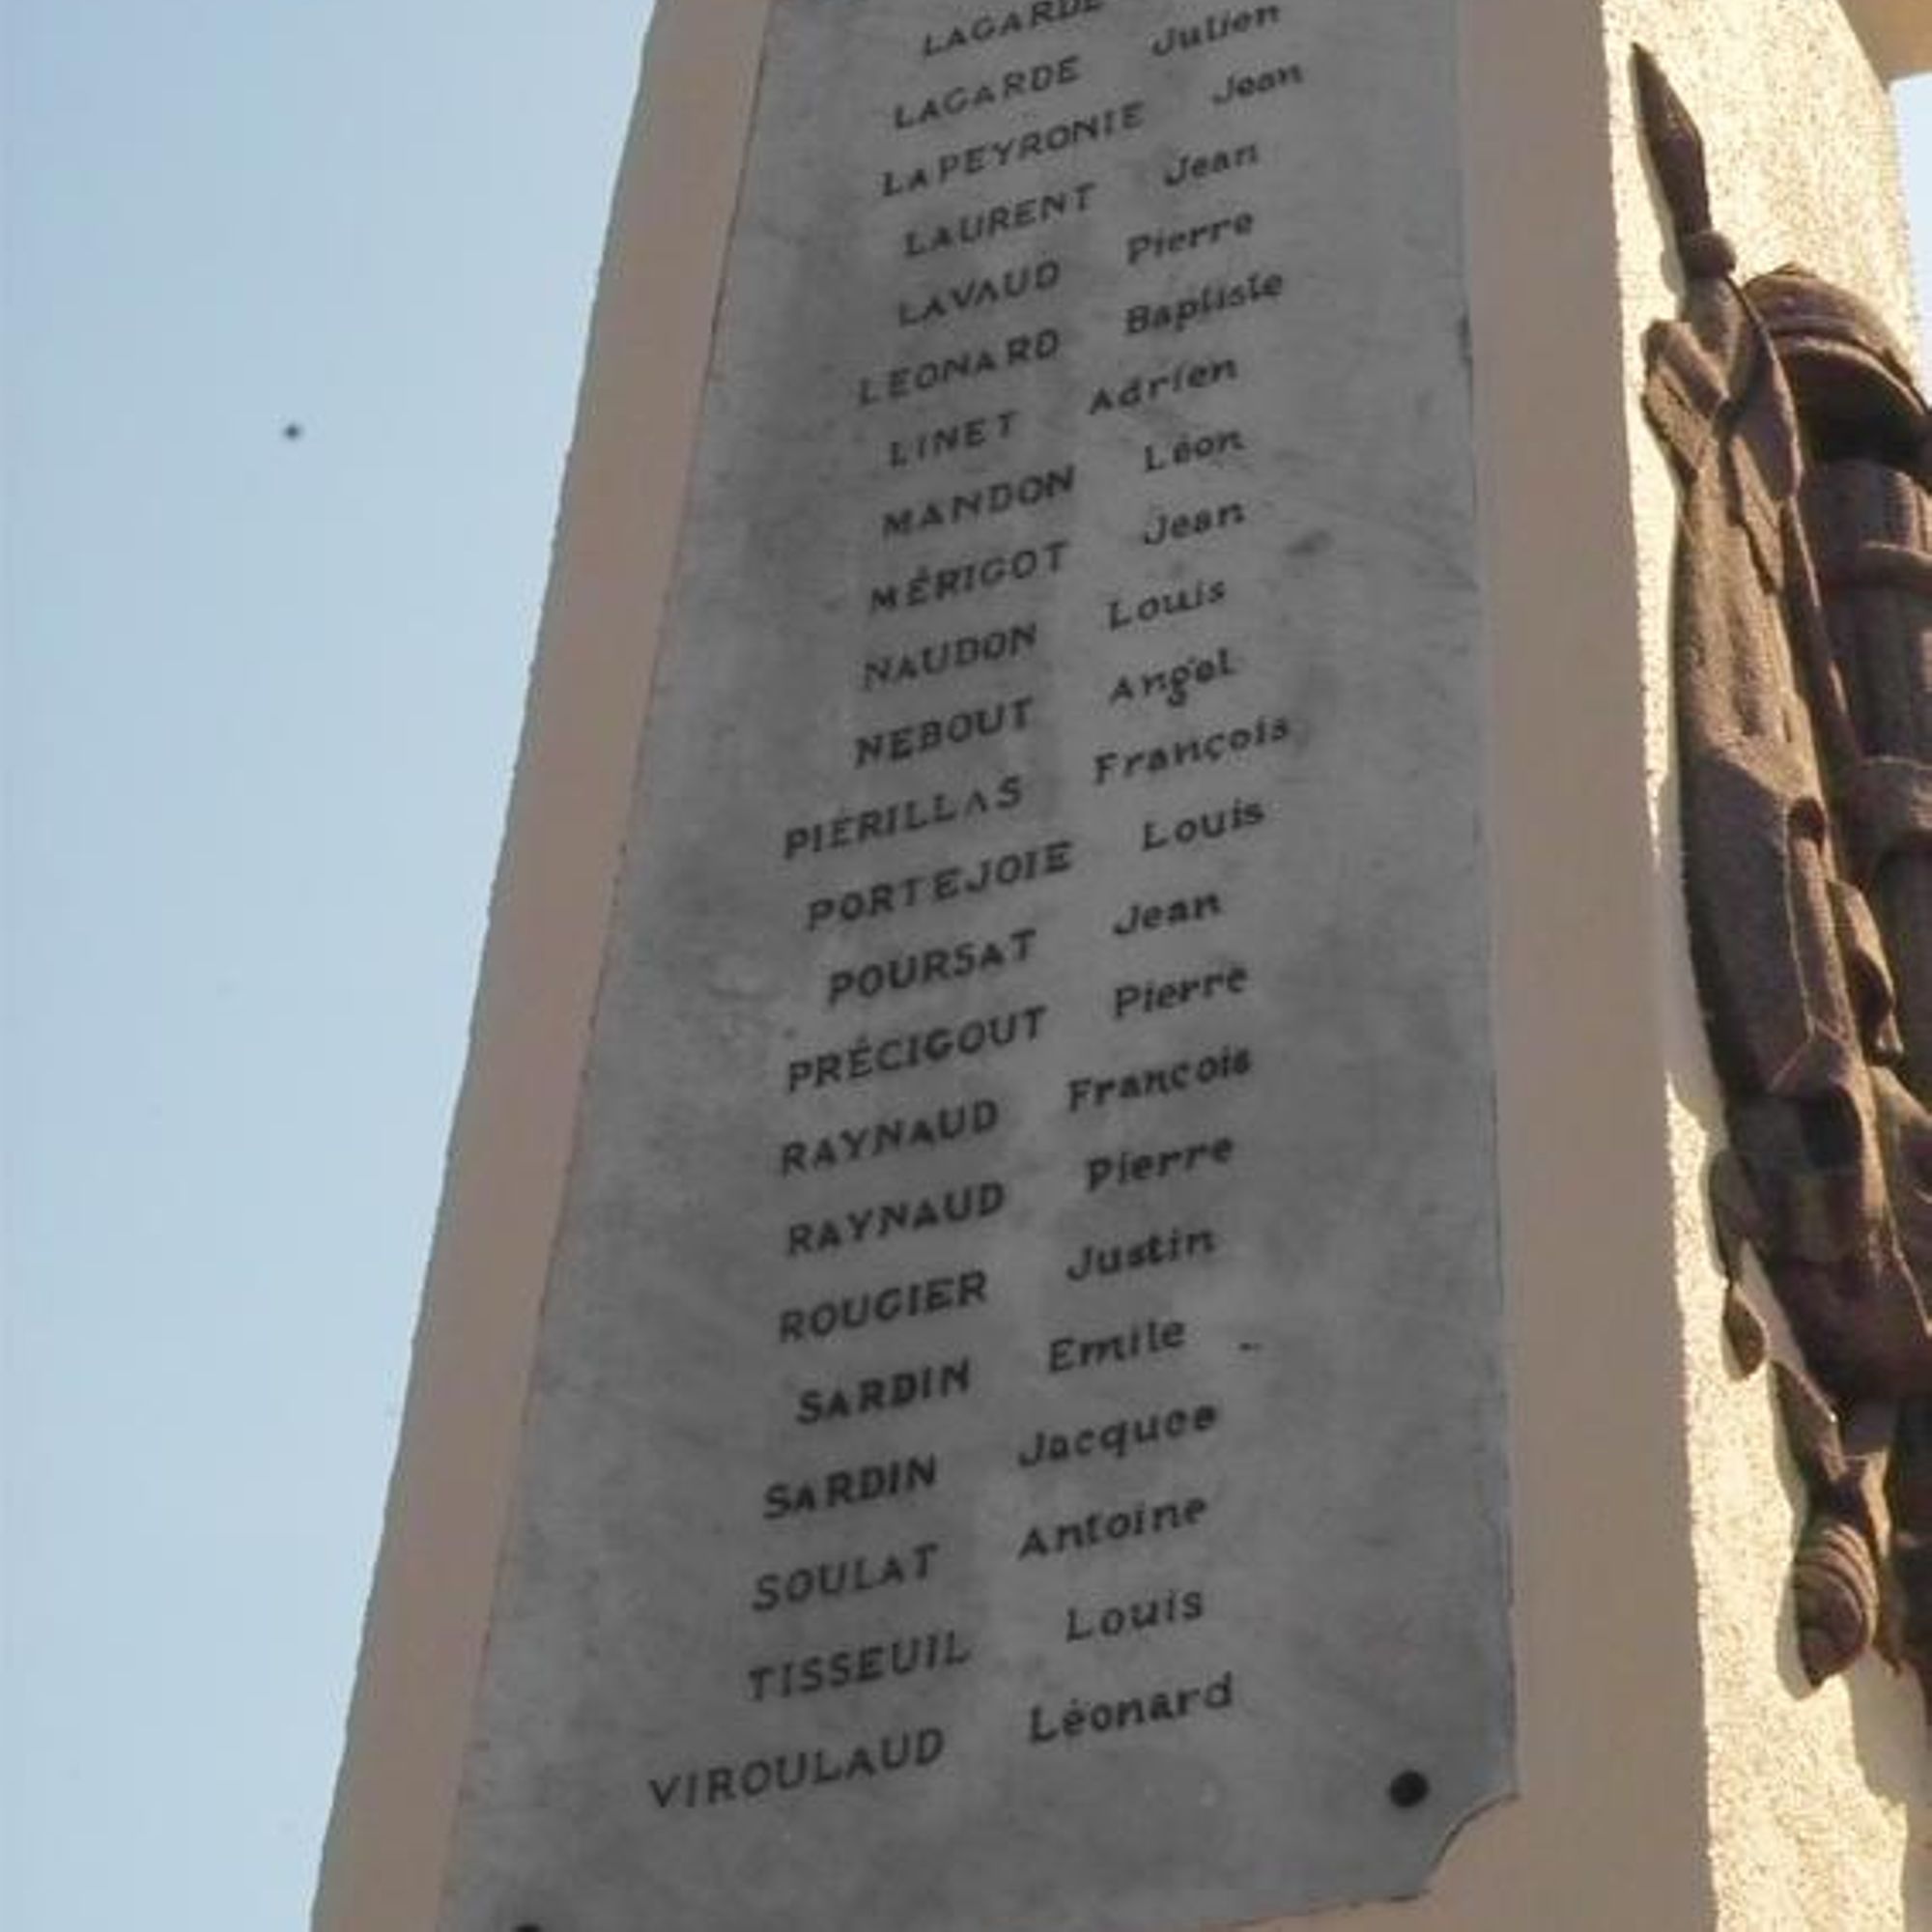 LAGARDE
LAGARDE Julien
LAPEYRONIE Jean
LAURENT Jean
LAVAUD Pierre
LEONARD Baptiste
LINET Adrien
MANDON Léon
MÉRIGOT Jean
NAUDON Louis
NEBOUT Angel
PIÉRILLAS François
PORTEJOIE Louis
POURSAT Jean
PRÉCIGOUT Pierre
RAYNAUD Francois
RAYNAUD Pierre
ROUGIER Justin
SARDIN Emile
SARDIN Jacques
SOULAT Antoine
TISSEUIL Louis
VIROULAUD Léonard